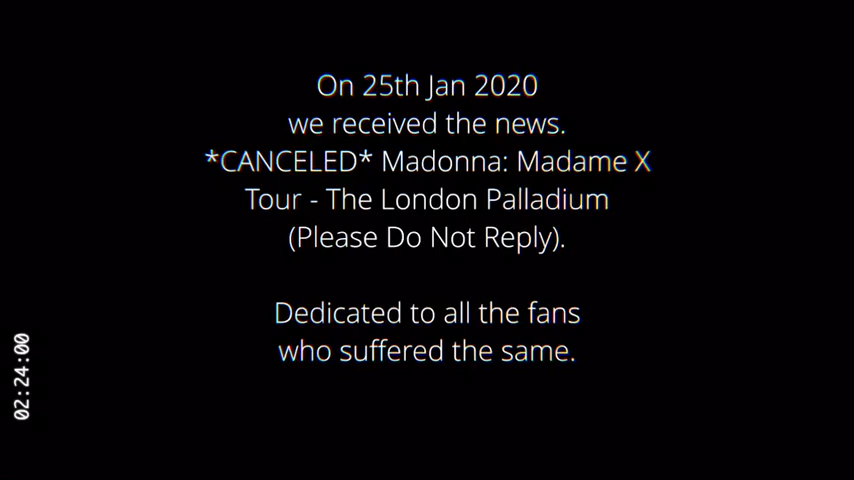 On 25th Jan 2020
we received the news.
*CANCELED* Madonna: Madame X
Tour - The London Palladium
(Please Do Not Reply).
Dedicated to all the fans
who suffered the same.
02:24:00